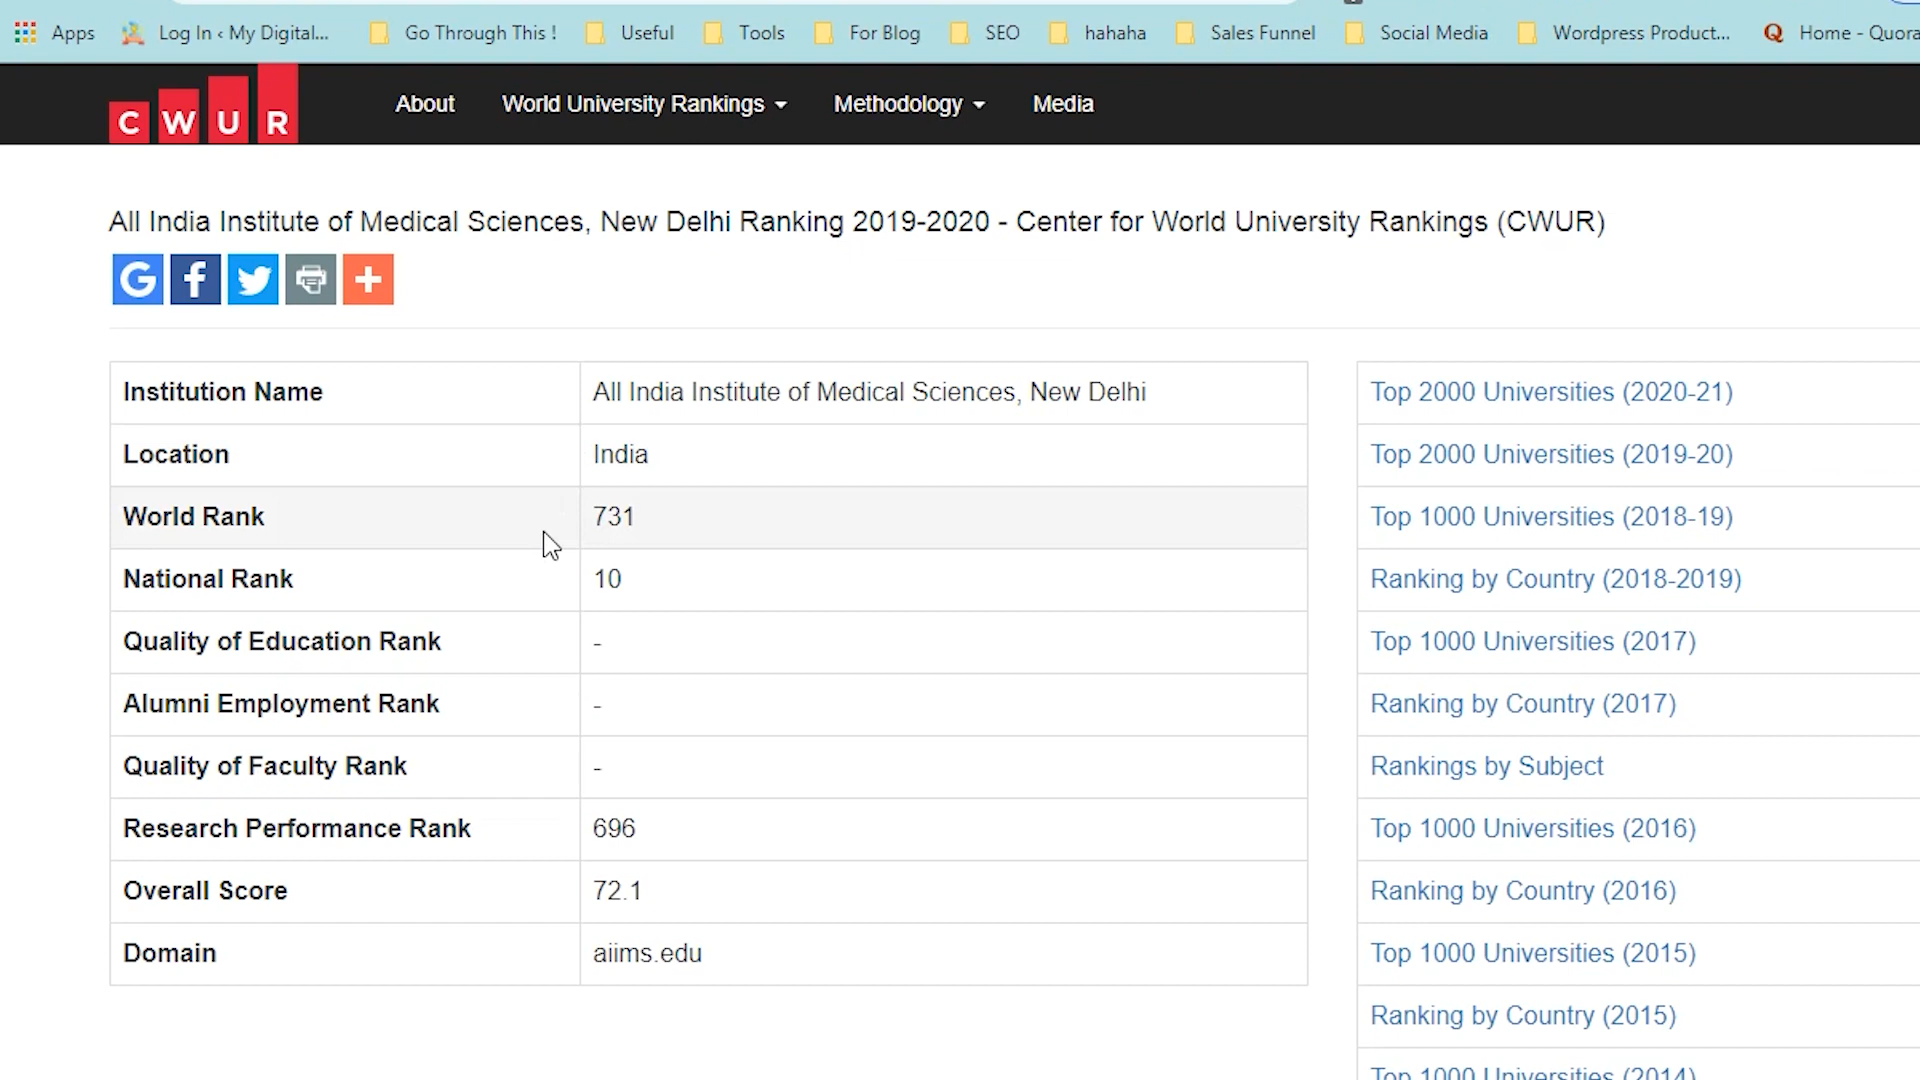 Apps Log In ‹ My Digital... Go Through This ! Useful Tools For Blog SEO hahaha Sales Funnel Social Media Wordpress Product... Home - Quora
CWUR About World University Rankings Methodology Media
All India Institute of Medical Sciences, New Delhi Ranking 2019-2020 - Center for World University Rankings (CWUR)
Institution Name All India Institute of Medical Sciences, New Delhi
Location India
World Rank 731
National Rank 10
Quality of Education Rank -
Alumni Employment Rank -
Quality of Faculty Rank -
Research Performance Rank 696
Overall Score 72.1
Domain aiims.edu
Top 2000 Universities (2020-21)
Top 2000 Universities (2019-20)
Top 1000 Universities (2018-19)
Ranking by Country (2018-2019)
Top 1000 Universities (2017)
Ranking by Country (2017)
Rankings by Subject
Top 1000 Universities (2016)
Ranking by Country (2016)
Top 1000 Universities (2015)
Ranking by Country (2015)
Top 1000 Universities (2014)